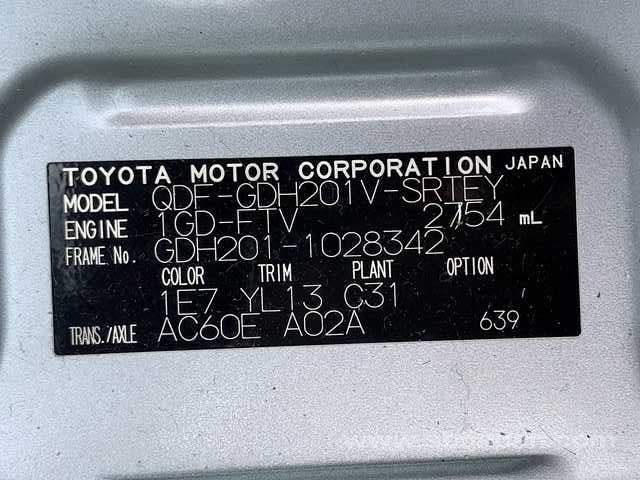 TOYOTA MOTOR CORPORATION JAPAN
MODEL QDF-GDH201V-SRTEY
ENGINE 1GD-FTV 2754 mL
FRAME No. GDH201-1028342
COLOR TRIM PLANT OPTION
1E7 YL13 C31
TRANS./AXLE AC60E A02A 639